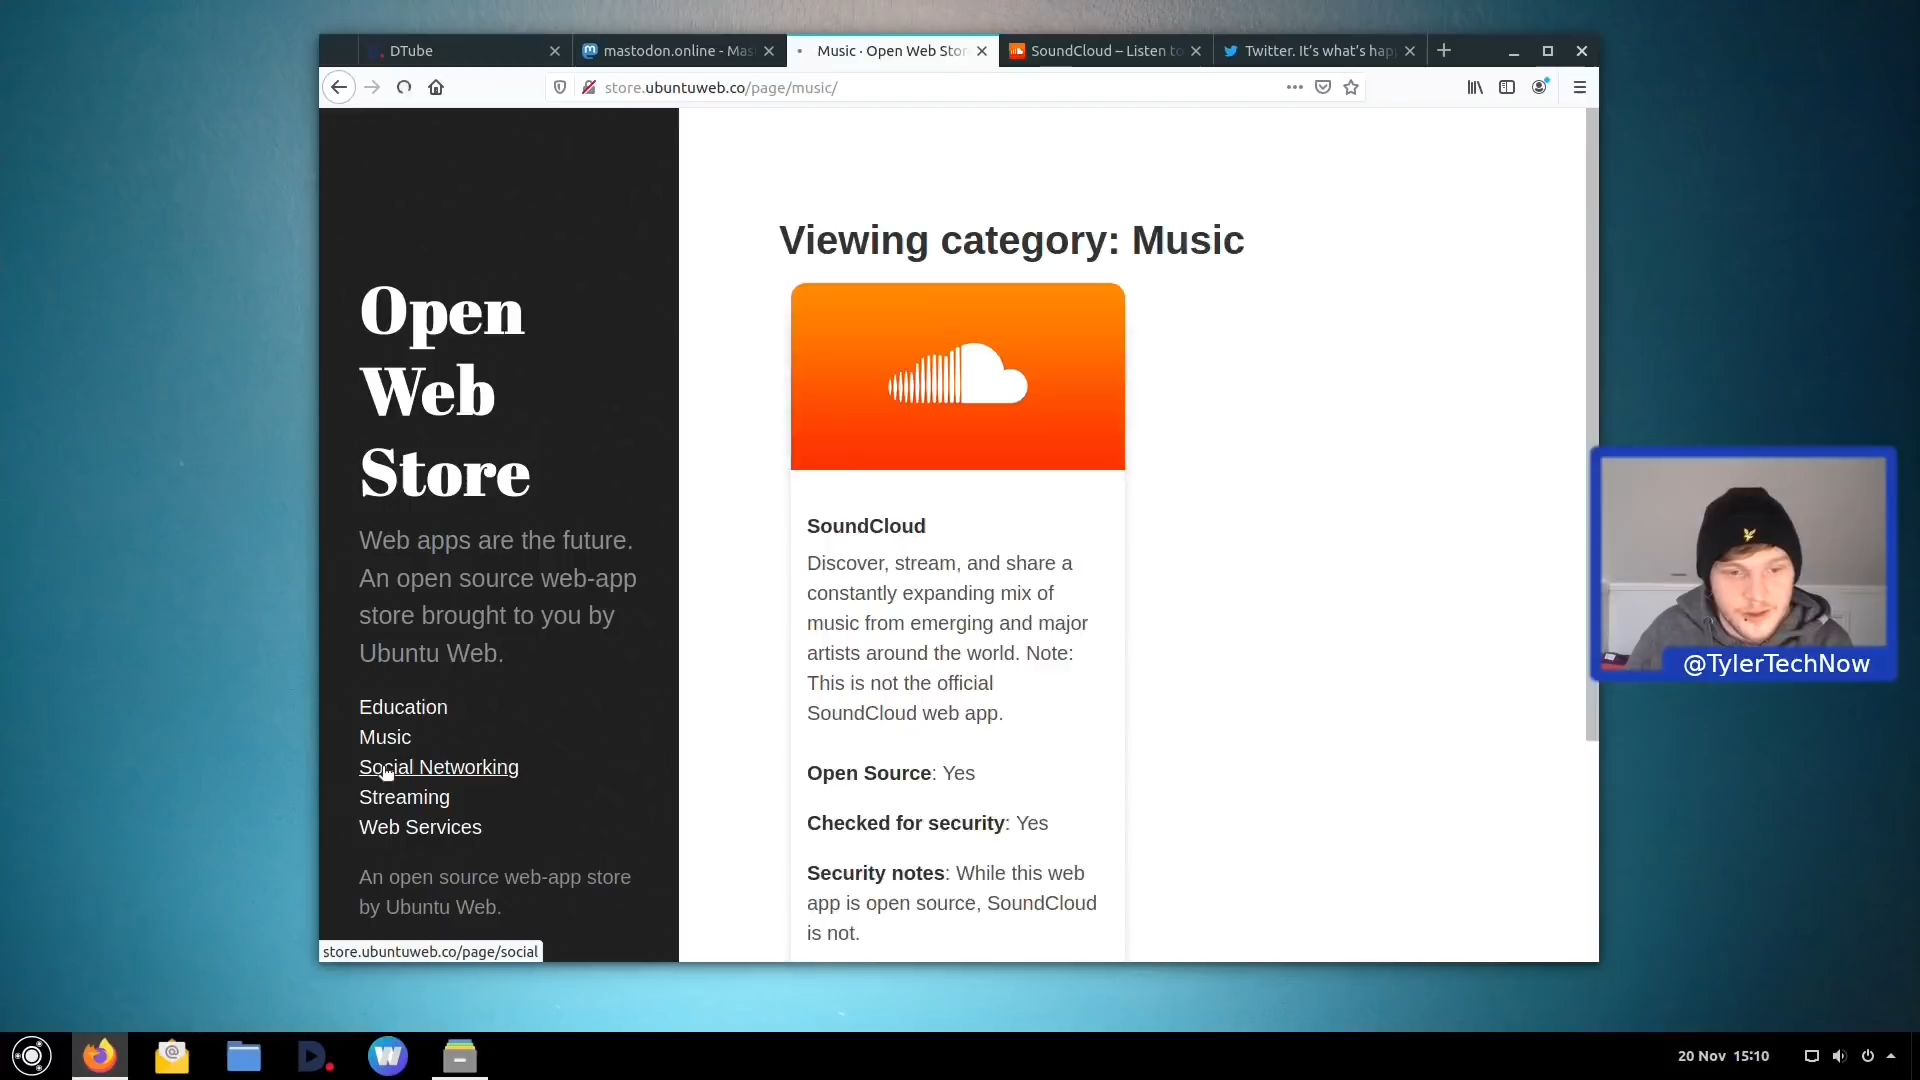 DTube
mastodon.online - Mas
Music · Open Web Stor
SoundCloud – Listen to
Twitter. It's what's hap
store.ubuntuweb.co/page/music/
Open
Web
Store
Web apps are the future.
An open source web-app
store brought to you by
Ubuntu Web.
Education
Music
Social Networking
Streaming
Web Services
An open source web-app store
by Ubuntu Web.
store.ubuntuweb.co/page/social
Viewing category: Music
SoundCloud
Discover, stream, and share a
constantly expanding mix of
music from emerging and major
artists around the world. Note:
This is not the official
SoundCloud web app.
Open Source: Yes
Checked for security: Yes
Security notes: While this web
app is open source, SoundCloud
is not.
@TylerTechNow
20 Nov 15:10